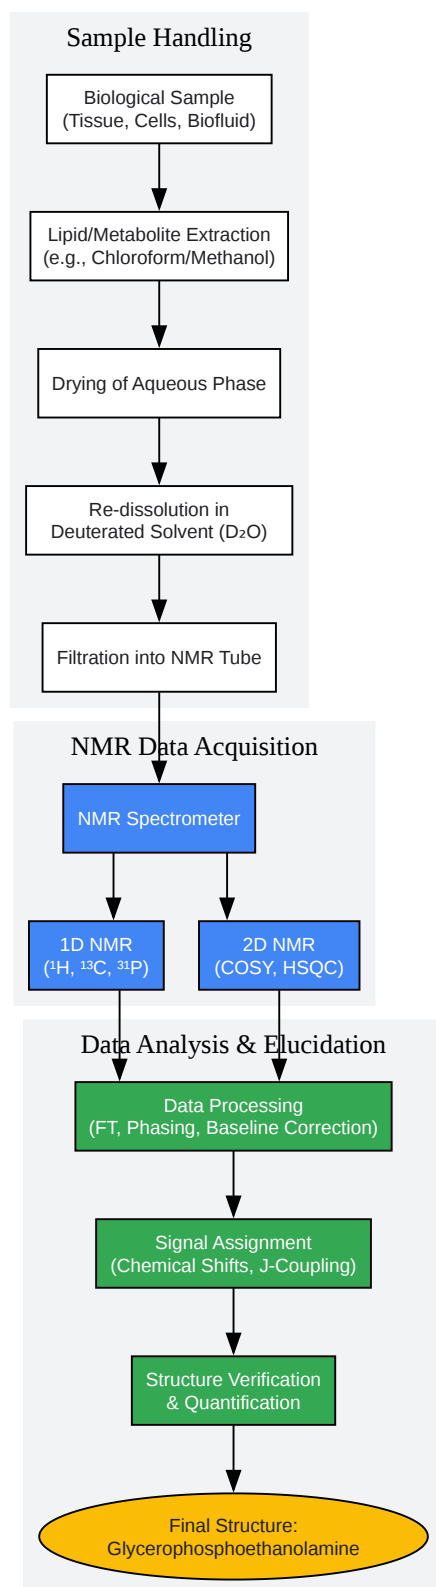 Sample Handling
Biological Sample
(Tissue, Cells, Biofluid)
Lipid/Metabolite Extraction
(e.g., Chloroform/Methanol)
Drying of Aqueous Phase
Re-dissolution in
Deuterated Solvent (D₂O)
Filtration into NMR Tube
NMR Data Acquisition
NMR Spectrometer
1D NMR
(¹H, ¹³C, ³¹P)
2D NMR
(COSY, HSQC)
Data Analysis & Elucidation
Data Processing
(FT, Phasing, Baseline Correction)
Signal Assignment
(Chemical Shifts, J-Coupling)
Structure Verification
& Quantification
Final Structure:
Glycerophosphoethanolamine